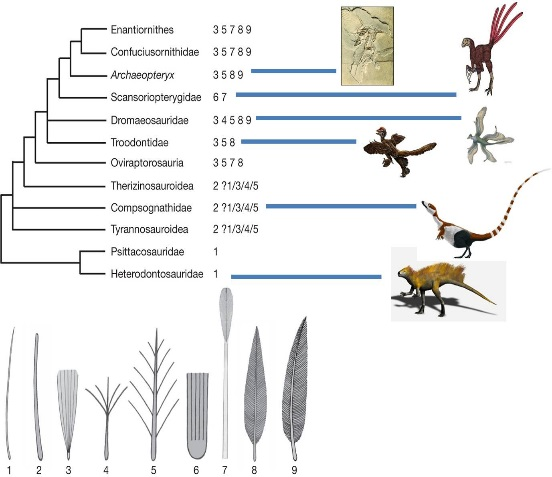 Enantiornithes 3 5 7 8 9
Confuciusornithidae 3 5 7 8 9
Archaeopteryx 3 5 8 9
Scansoriopterygidae 6 7
Dromaeosauridae 3 4 5 8 9
Troodontidae 3 5 8
Oviraptorosauria 3 5 7 8
Therizinosauroidea 2 ?1/3/4/5
Compsognathidae 2 ?1/3/4/5
Tyrannosauroidea 2 ?1/3/4/5
Psittacosauridae 1
Heterodontosauridae 1
1 2 3 4 5 6 7 8 9